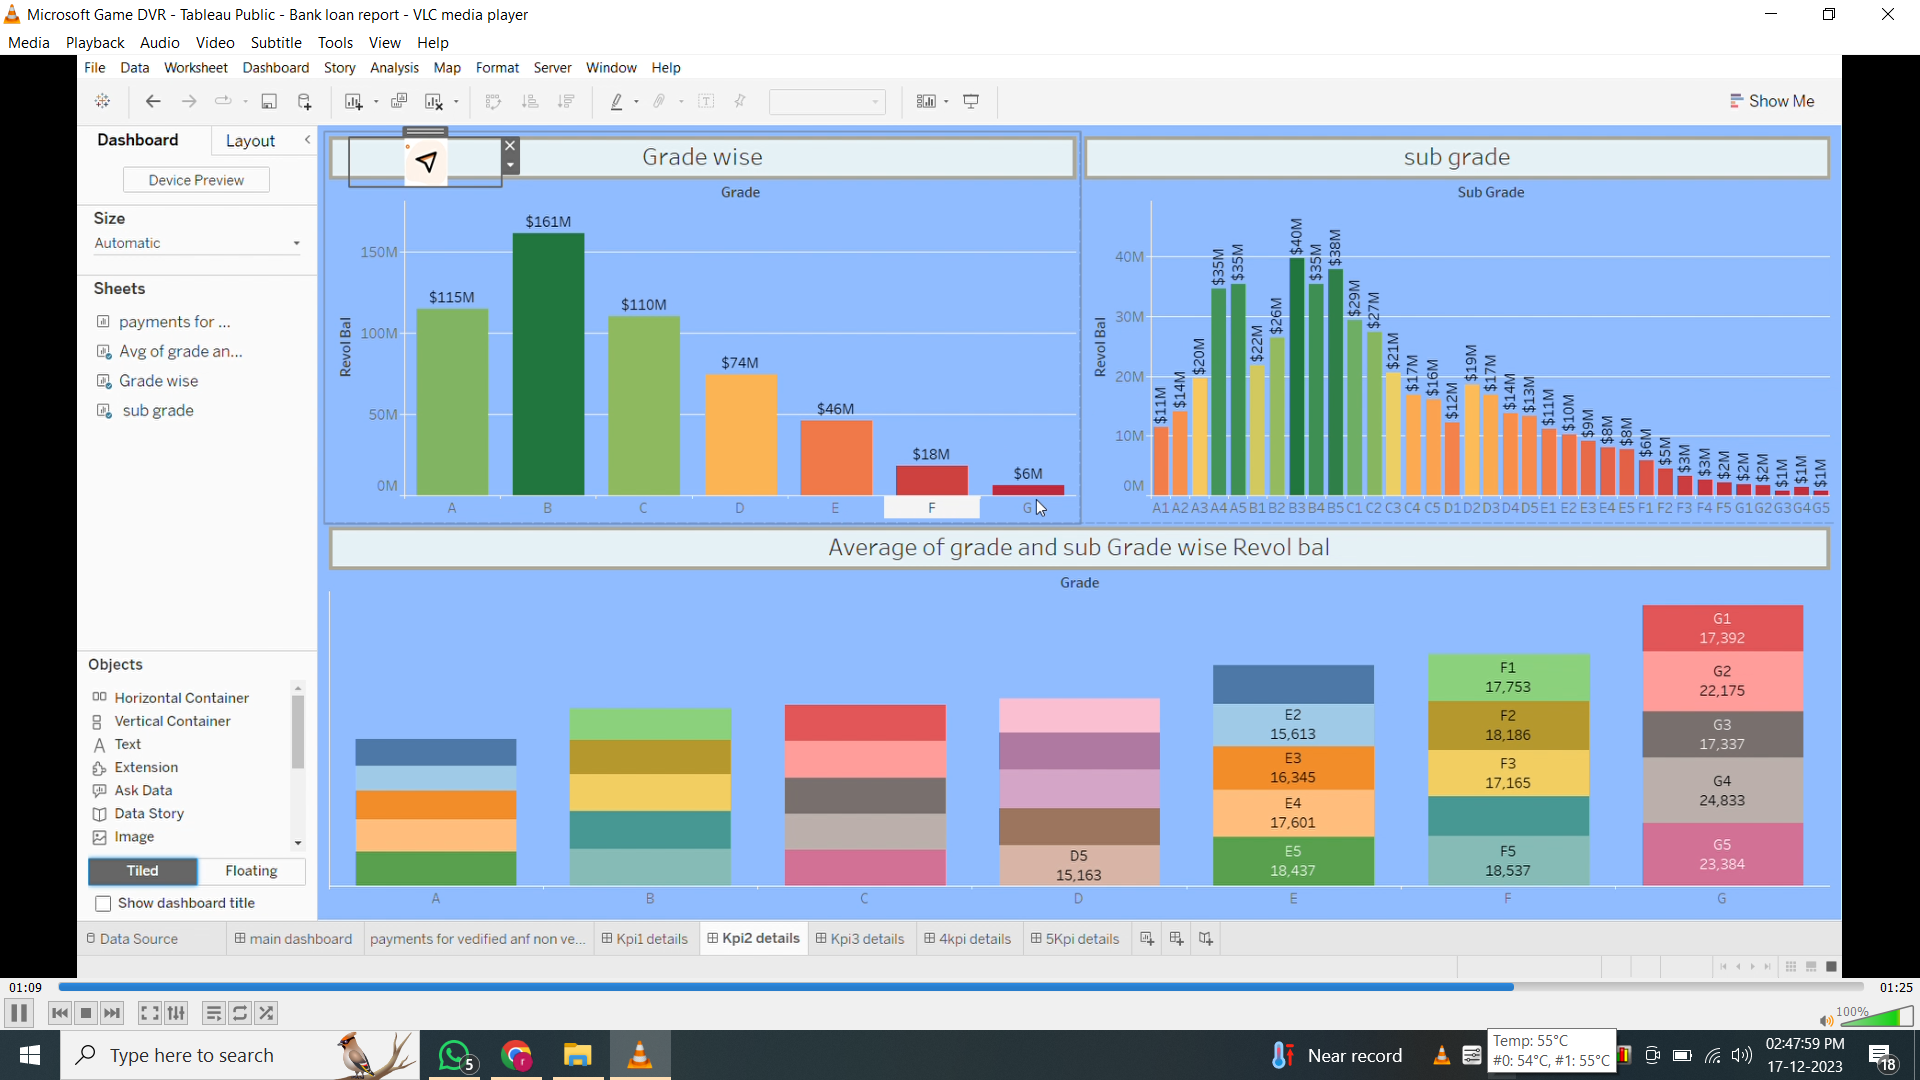 Microsoft Game DVR - Tableau Public - Bank loan report - VLC media player
Media Playback Audio Video Subtitle Tools View Help
File Data Worksheet Dashboard Story Analysis Map Format Server Window Help
Show Me
Dashboard Layout
Device Preview
Size
Automatic
Sheets
payments for ...
Avg of grade an...
Grade wise
sub grade
Objects
Horizontal Container
Vertical Container
Text
Extension
Ask Data
Data Story
Image
Tiled Floating
Show dashboard title
Grade wise
Grade
Revol Bal
150M
100M
50M
0M
$115M $161M $110M $74M $46M $18M $6M
A B C D E F G
sub grade
Sub Grade
Revol Bal
40M
30M
20M
10M
0M
$11M $14M $20M $35M $35M $22M $26M $40M $35M $38M $29M $27M $21M $17M $16M $12M $19M $17M $14M $13M $11M $10M $9M $8M $8M $6M $5M $3M $3M $2M $2M $2M $1M $1M $1M
A1 A2 A3 A4 A5 B1 B2 B3 B4 B5 C1 C2 C3 C4 C5 D1 D2 D3 D4 D5 E1 E2 E3 E4 E5 F1 F2 F3 F4 F5 G1 G2 G3 G4 G5
Average of grade and sub Grade wise Revol bal
Grade
D5
15,163
E2
15,613
E3
16,345
E4
17,601
E5
18,437
F1
17,753
F2
18,186
F3
17,165
F5
18,537
G1
17,392
G2
22,175
G3
17,337
G4
24,833
G5
23,384
A B C D E F G
Data Source main dashboard payments for vedified anf non ve... Kpi1 details Kpi2 details Kpi3 details 4kpi details 5Kpi details
01:09 01:25
100%
Type here to search
5
Near record
Temp: 55°C
#0: 54°C, #1: 55°C
02:47:59 PM
17-12-2023
18